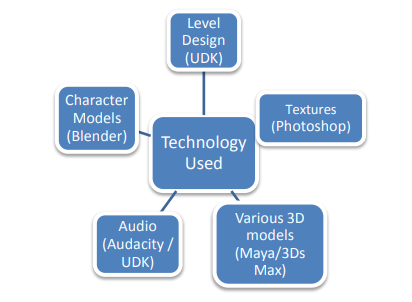 Level
Design
(UDK)
Character
Models
(Blender)
Textures
(Photoshop)
Technology
Used
Audio
(Audacity /
UDK)
Various 3D
models
(Maya/3Ds
Max)